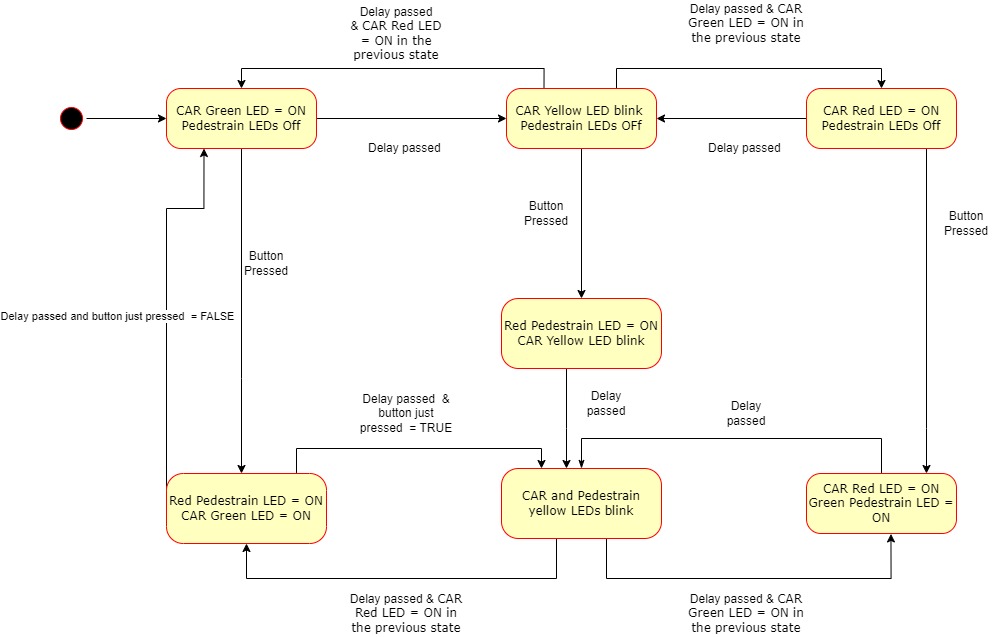 Delay passed
& CAR Red LED
= ON in the
previous state
Delay passed & CAR
Green LED = ON in
the previous state
CAR Green LED = ON
Pedestrain LEDs Off
CAR Yellow LED blink
Pedestrain LEDs OFf
CAR Red LED = ON
Pedestrain LEDs Off
Delay passed
Delay passed
Button
Pressed
Button
Pressed
Button
Pressed
Delay passed and button just pressed = FALSE
Red Pedestrain LED = ON
CAR Yellow LED blink
Delay passed &
button just
pressed = TRUE
Delay
passed
Delay
passed
Red Pedestrain LED = ON
CAR Green LED = ON
CAR and Pedestrain
yellow LEDs blink
CAR Red LED = ON
Green Pedestrain LED =
ON
Delay passed & CAR
Red LED = ON in
the previous state
Delay passed & CAR
Green LED = ON in
the previous state